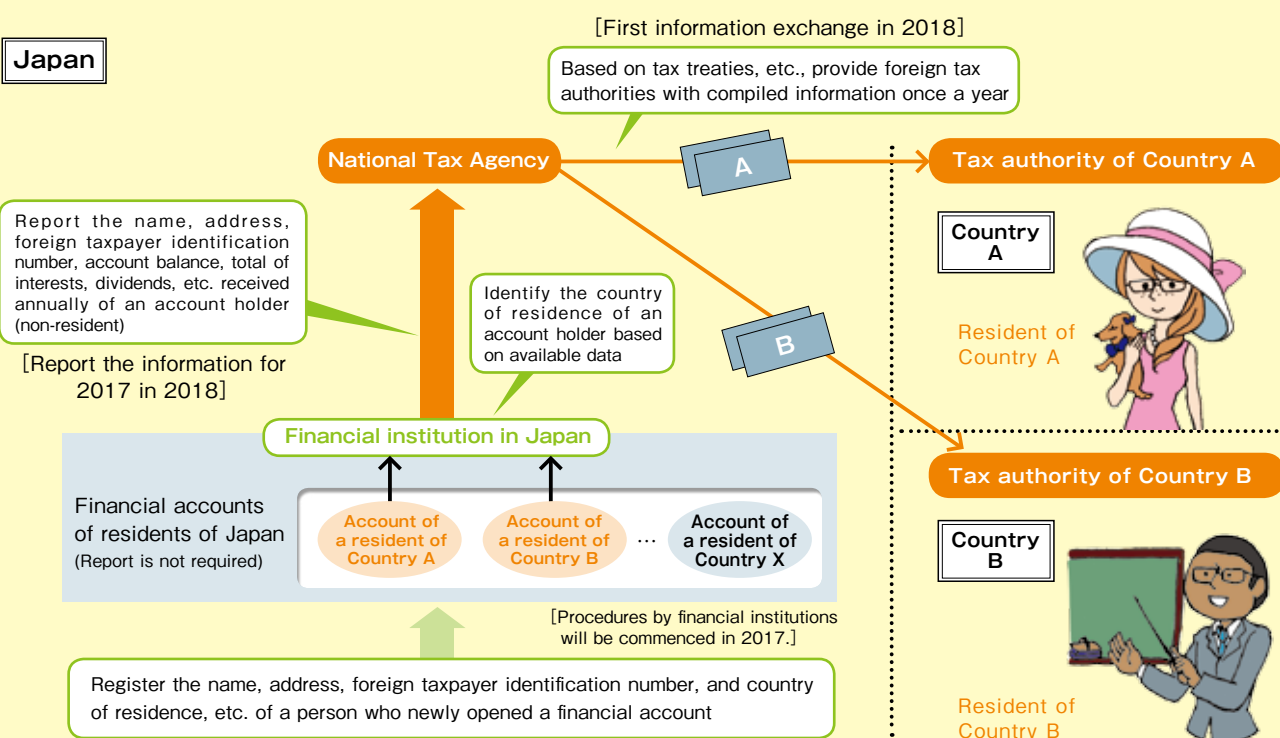 Japan
[First information exchange in 2018]
Based on tax treaties, etc., provide foreign tax
authorities with compiled information once a year
National Tax Agency
A
Tax authority of Country A
Report the name, address,
foreign taxpayer identification
number, account balance, total of
interests, dividends, etc. received
annually of an account holder
(non-resident)
[Report the information for
2017 in 2018]
Identify the country
of residence of an
account holder based
on available data
B
Country
A
Resident of
Country A
Financial institution in Japan
Financial accounts
of residents of Japan
(Report is not required)
Account of
a resident of
Country A
Account of
a resident of
Country B
…
Account of
a resident of
Country X
Tax authority of Country B
Country
B
[Procedures by financial institutions
will be commenced in 2017.]
Register the name, address, foreign taxpayer identification number, and country
of residence, etc. of a person who newly opened a financial account
Resident of
Country B